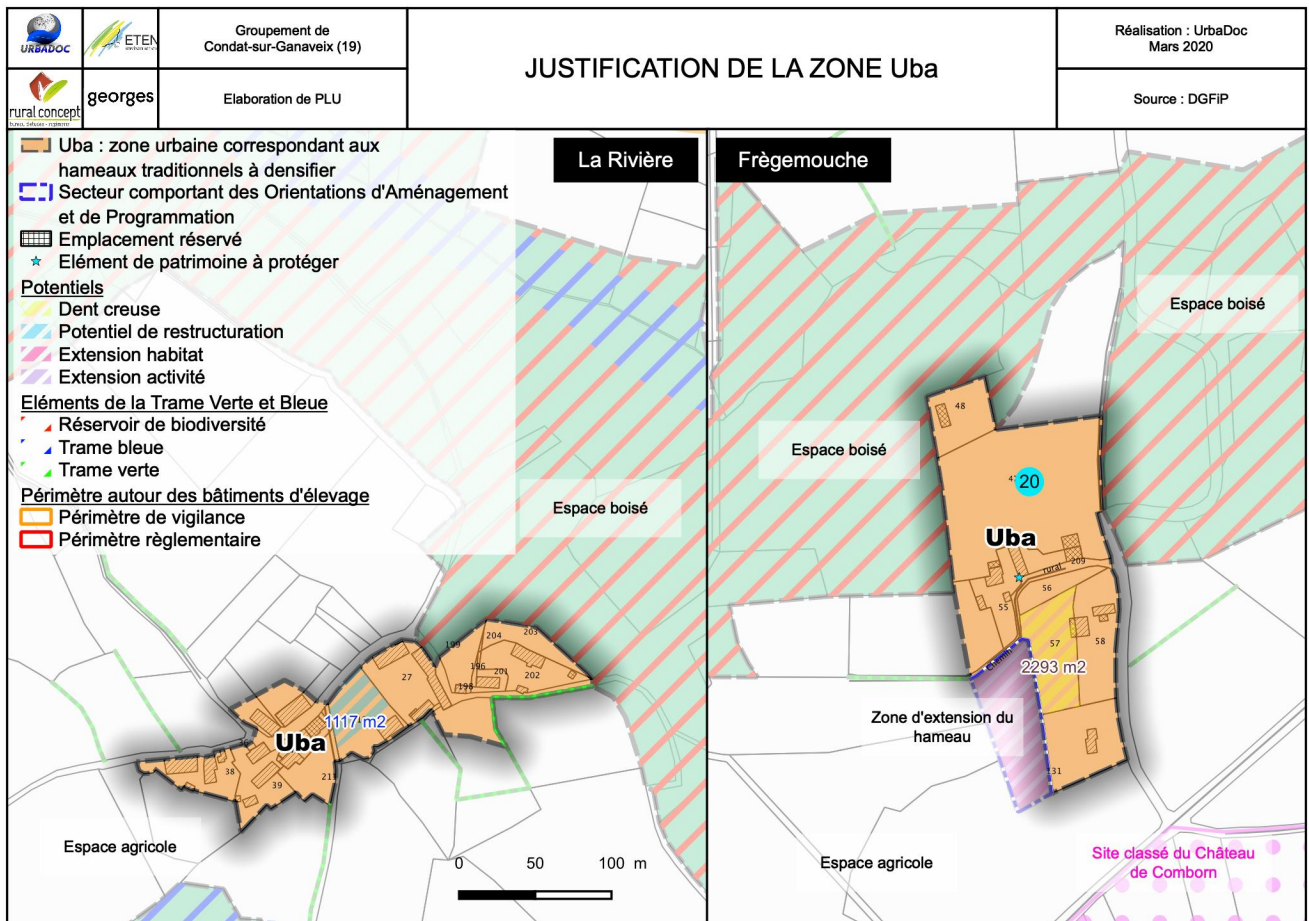 URBADOC
ETEN
Groupement de
Condat-sur-Ganaveix (19)
JUSTIFICATION DE LA ZONE Uba
Réalisation : UrbaDoc
Mars 2020
rural concept
georges
Elaboration de PLU
Source : DGFiP
Uba : zone urbaine correspondant aux
hameaux traditionnels à densifier
Secteur comportant des Orientations d'Aménagement
et de Programmation
Emplacement réservé
Elément de patrimoine à protéger
Potentiels
Dent creuse
Potentiel de restructuration
Extension habitat
Extension activité
Eléments de la Trame Verte et Bleue
Réservoir de biodiversité
Trame bleue
Trame verte
Périmètre autour des bâtiments d'élevage
Périmètre de vigilance
Périmètre règlementaire
La Rivière
Espace boisé
199
204
203
196
201
202
198
27
1117 m2
Uba
38
39
211
Espace agricole
0 50 100 m
Frègemouche
Espace boisé
48
Espace boisé
20
Uba
209
rural
56
55
57
58
Chemin
2293 m2
Zone d'extension du
hameau
131
Espace agricole
Site classé du Château
de Comborn